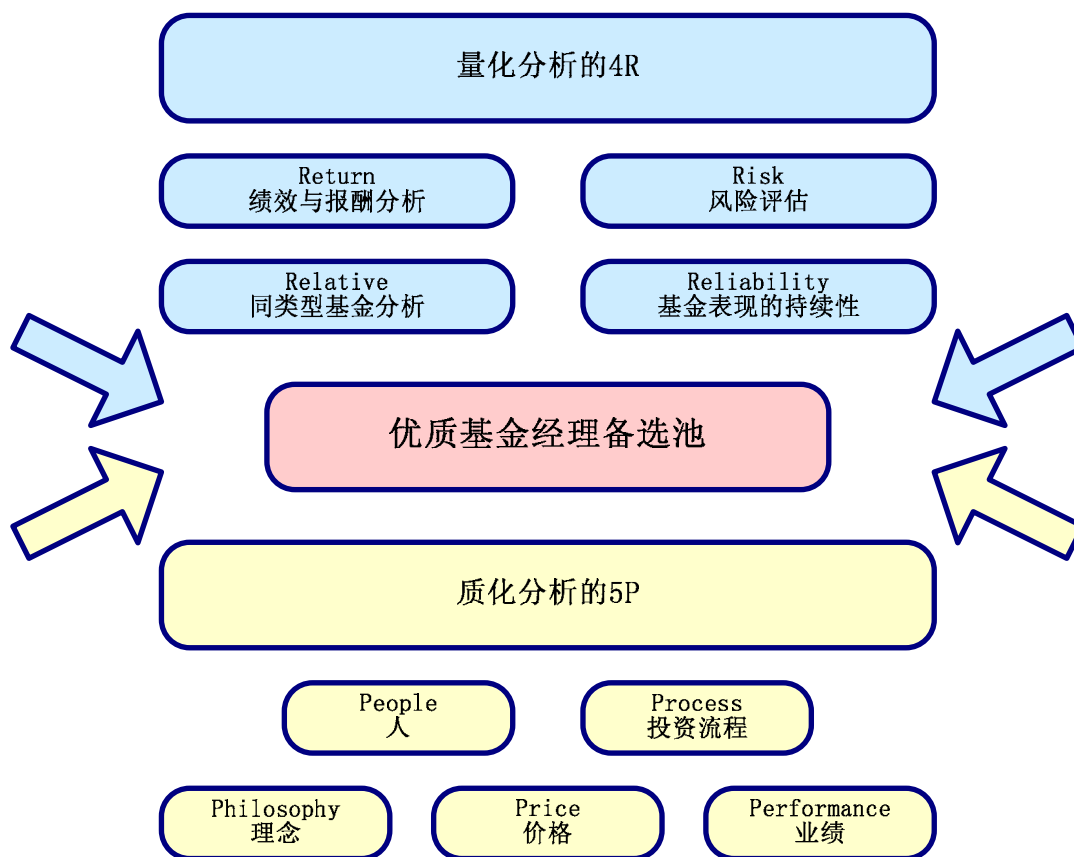 量化分析的4R
Return
绩效与报酬分析
Risk
风险评估
Relative
同类型基金分析
Reliability
基金表现的持续性
优质基金经理备选池
质化分析的5P
People
人
Process
投资流程
Philosophy
理念
Price
价格
Performance
业绩